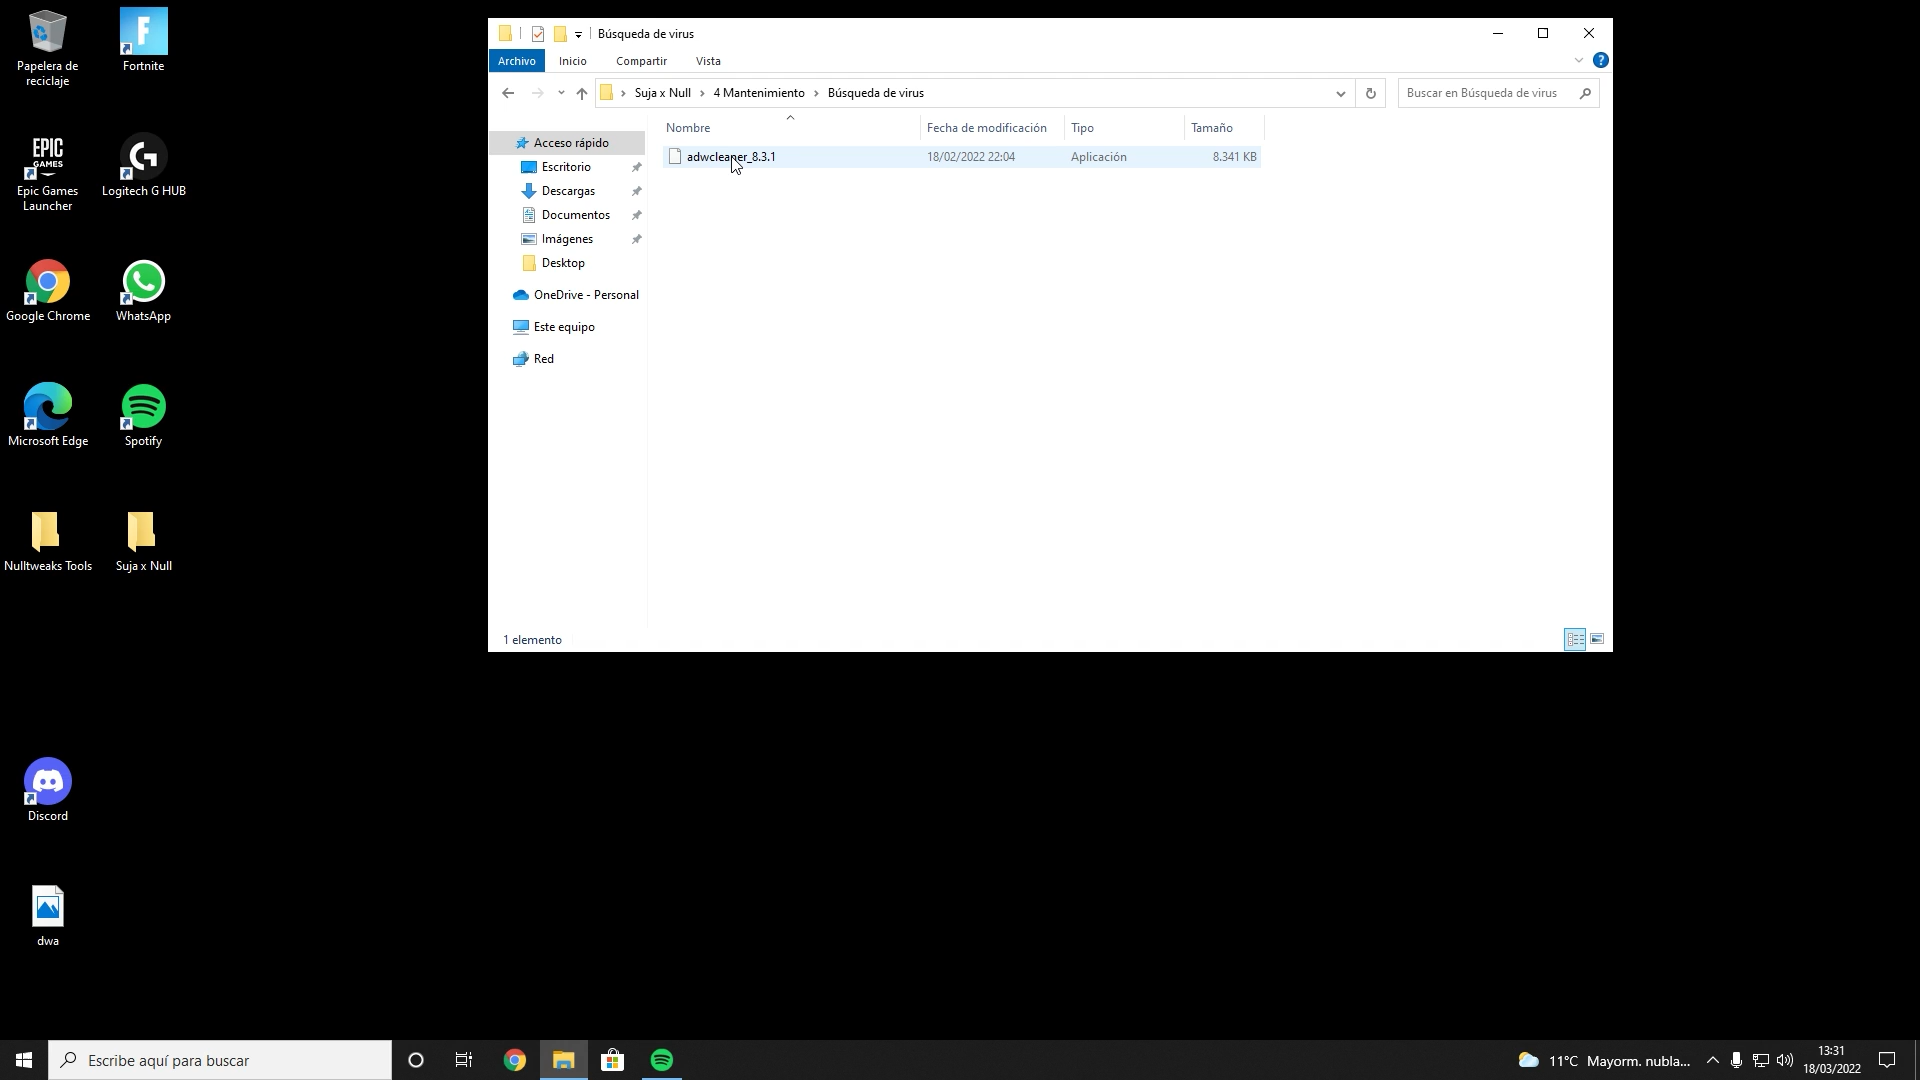 Papelera de
reciclaje
Fortnite
EPIC
GAMES
Epic Games
Launcher
Logitech G HUB
Google Chrome
WhatsApp
Microsoft Edge
Spotify
Nulltweaks Tools
Suja x Null
Discord
dwa
Búsqueda de virus
Archivo
Inicio
Compartir
Vista
Suja x Null
4 Mantenimiento
Búsqueda de virus
Buscar en Búsqueda de virus
Nombre
Fecha de modificación
Tipo
Tamaño
adwcleaner_8.3.1
18/02/2022 22:04
Aplicación
8.341 KB
Acceso rápido
Escritorio
Descargas
Documentos
Imágenes
Desktop
OneDrive - Personal
Este equipo
Red
1 elemento
Escribe aquí para buscar
11°C Mayorm. nubla...
13:31
18/03/2022